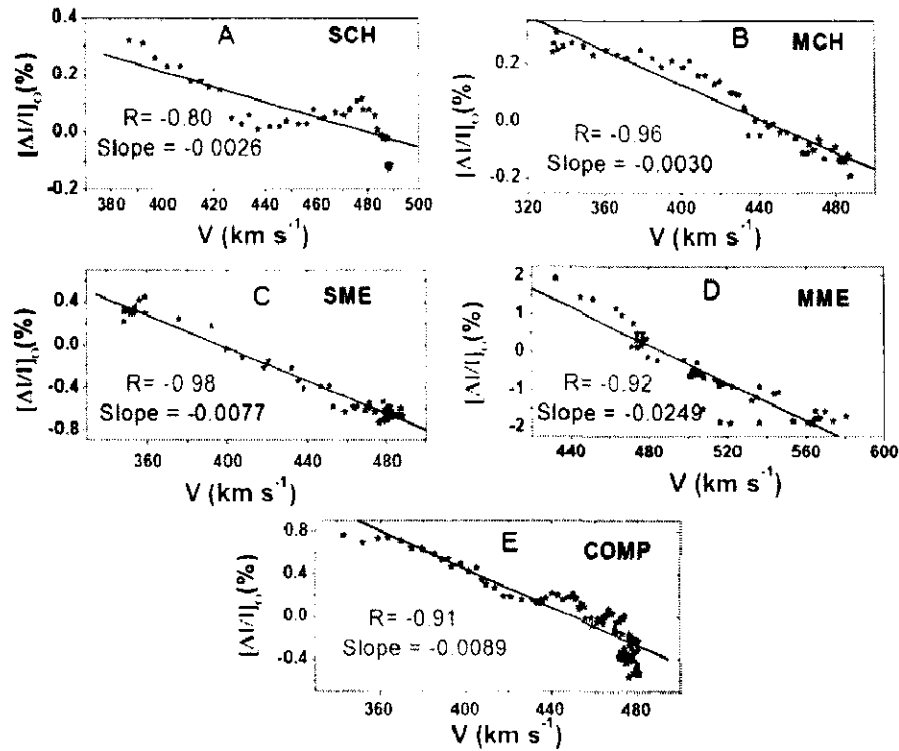 A SCH
[ΔI/I]₀(%)
0.4
0.2
0.0
-0.2
R= -0.80
Slope = -0.0026
380 400 420 440 460 480 500
V (km s⁻¹)
B MCH
[ΔI/I]₀(%)
0.2
0.0
-0.2
R= -0.96
Slope = -0.0030
320 360 400 440 480
V (km s⁻¹)
C SME
[ΔI/I]₀(%)
0.4
0.0
-0.4
-0.8
R= -0.98
Slope = -0.0077
360 400 440 480
V (km s⁻¹)
D MME
[ΔI/I]₀(%)
2
1
0
-1
-2
R= -0.92
Slope = -0.0249
440 480 520 560 600
V (km s⁻¹)
E COMP
[ΔI/I]₀(%)
0.8
0.4
0.0
-0.4
R= -0.91
Slope = -0.0089
360 400 440 480
V (km s⁻¹)